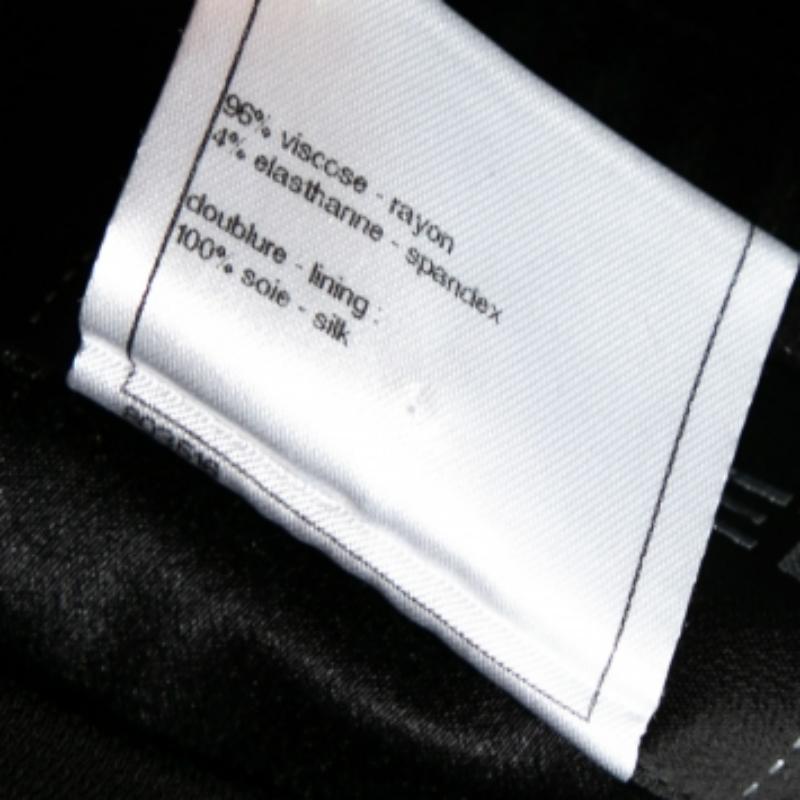 96% viscose - rayon
4% elasthanne - spandex
doublure - lining :
100% soie - silk